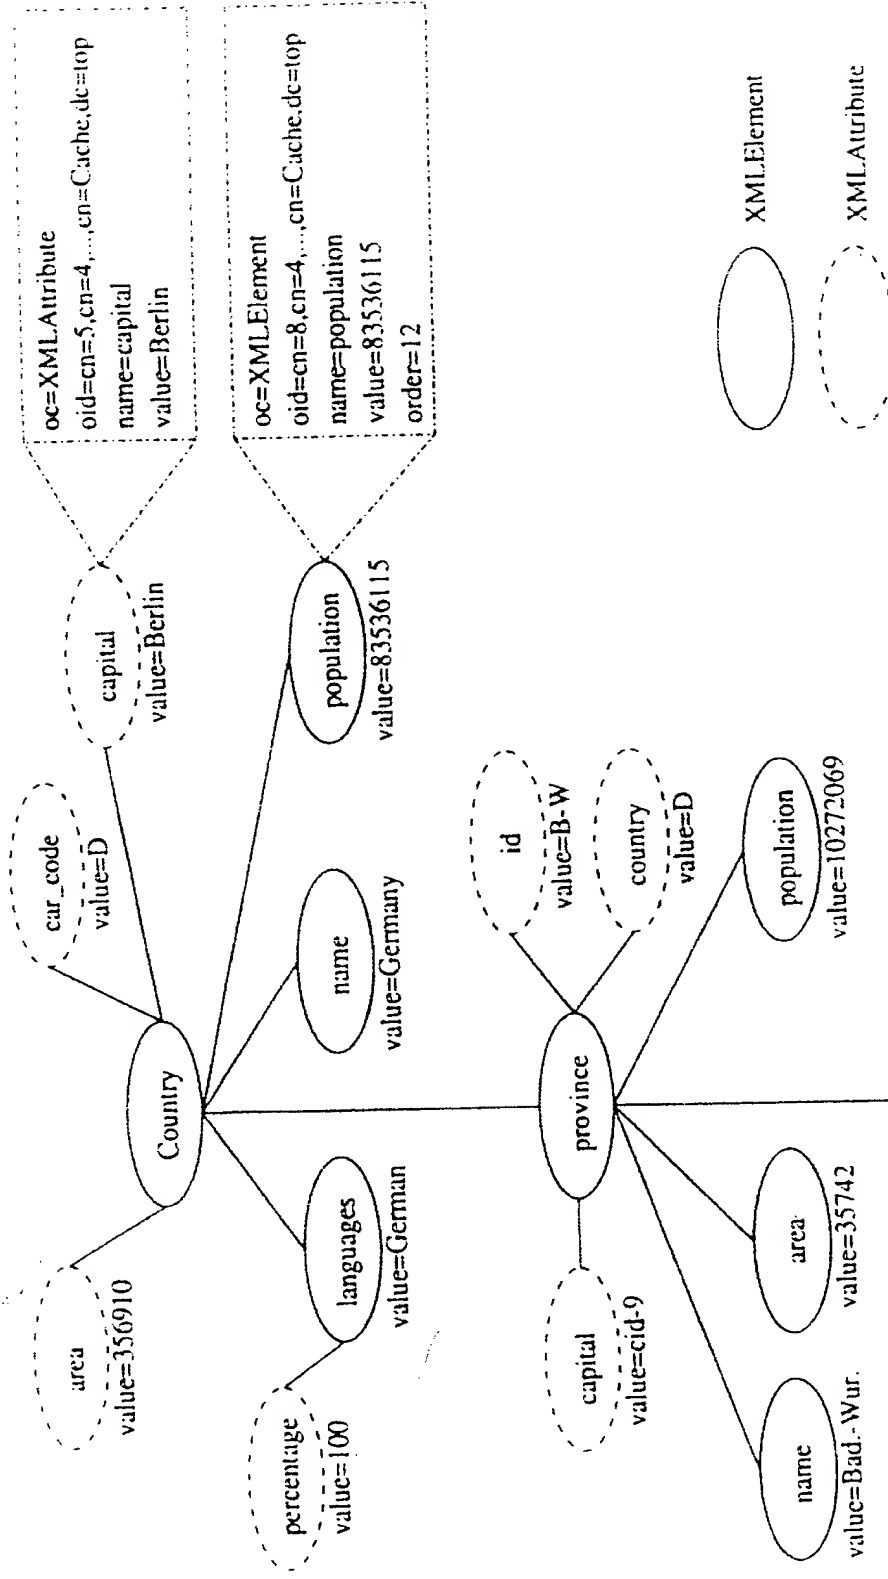 car_code
value=D
capital
value=Berlin
area
value=356910
Country
oc=XMLAttribute
oid=cn=5,cn=4,...,cn=Cache,dc=top
name=capital
value=Berlin
percentage
value=100
languages
value=German
name
value=Germany
population
value=83536115
oc=XMLElement
oid=cn=8,cn=4,...,cn=Cache,dc=top
name=population
value=83536115
order=12
capital
value=cid-9
province
id
value=B-W
country
value=D
name
value=Bad.-Wur.
area
value=35742
population
value=10272069
XMLElement
XMLAttribute